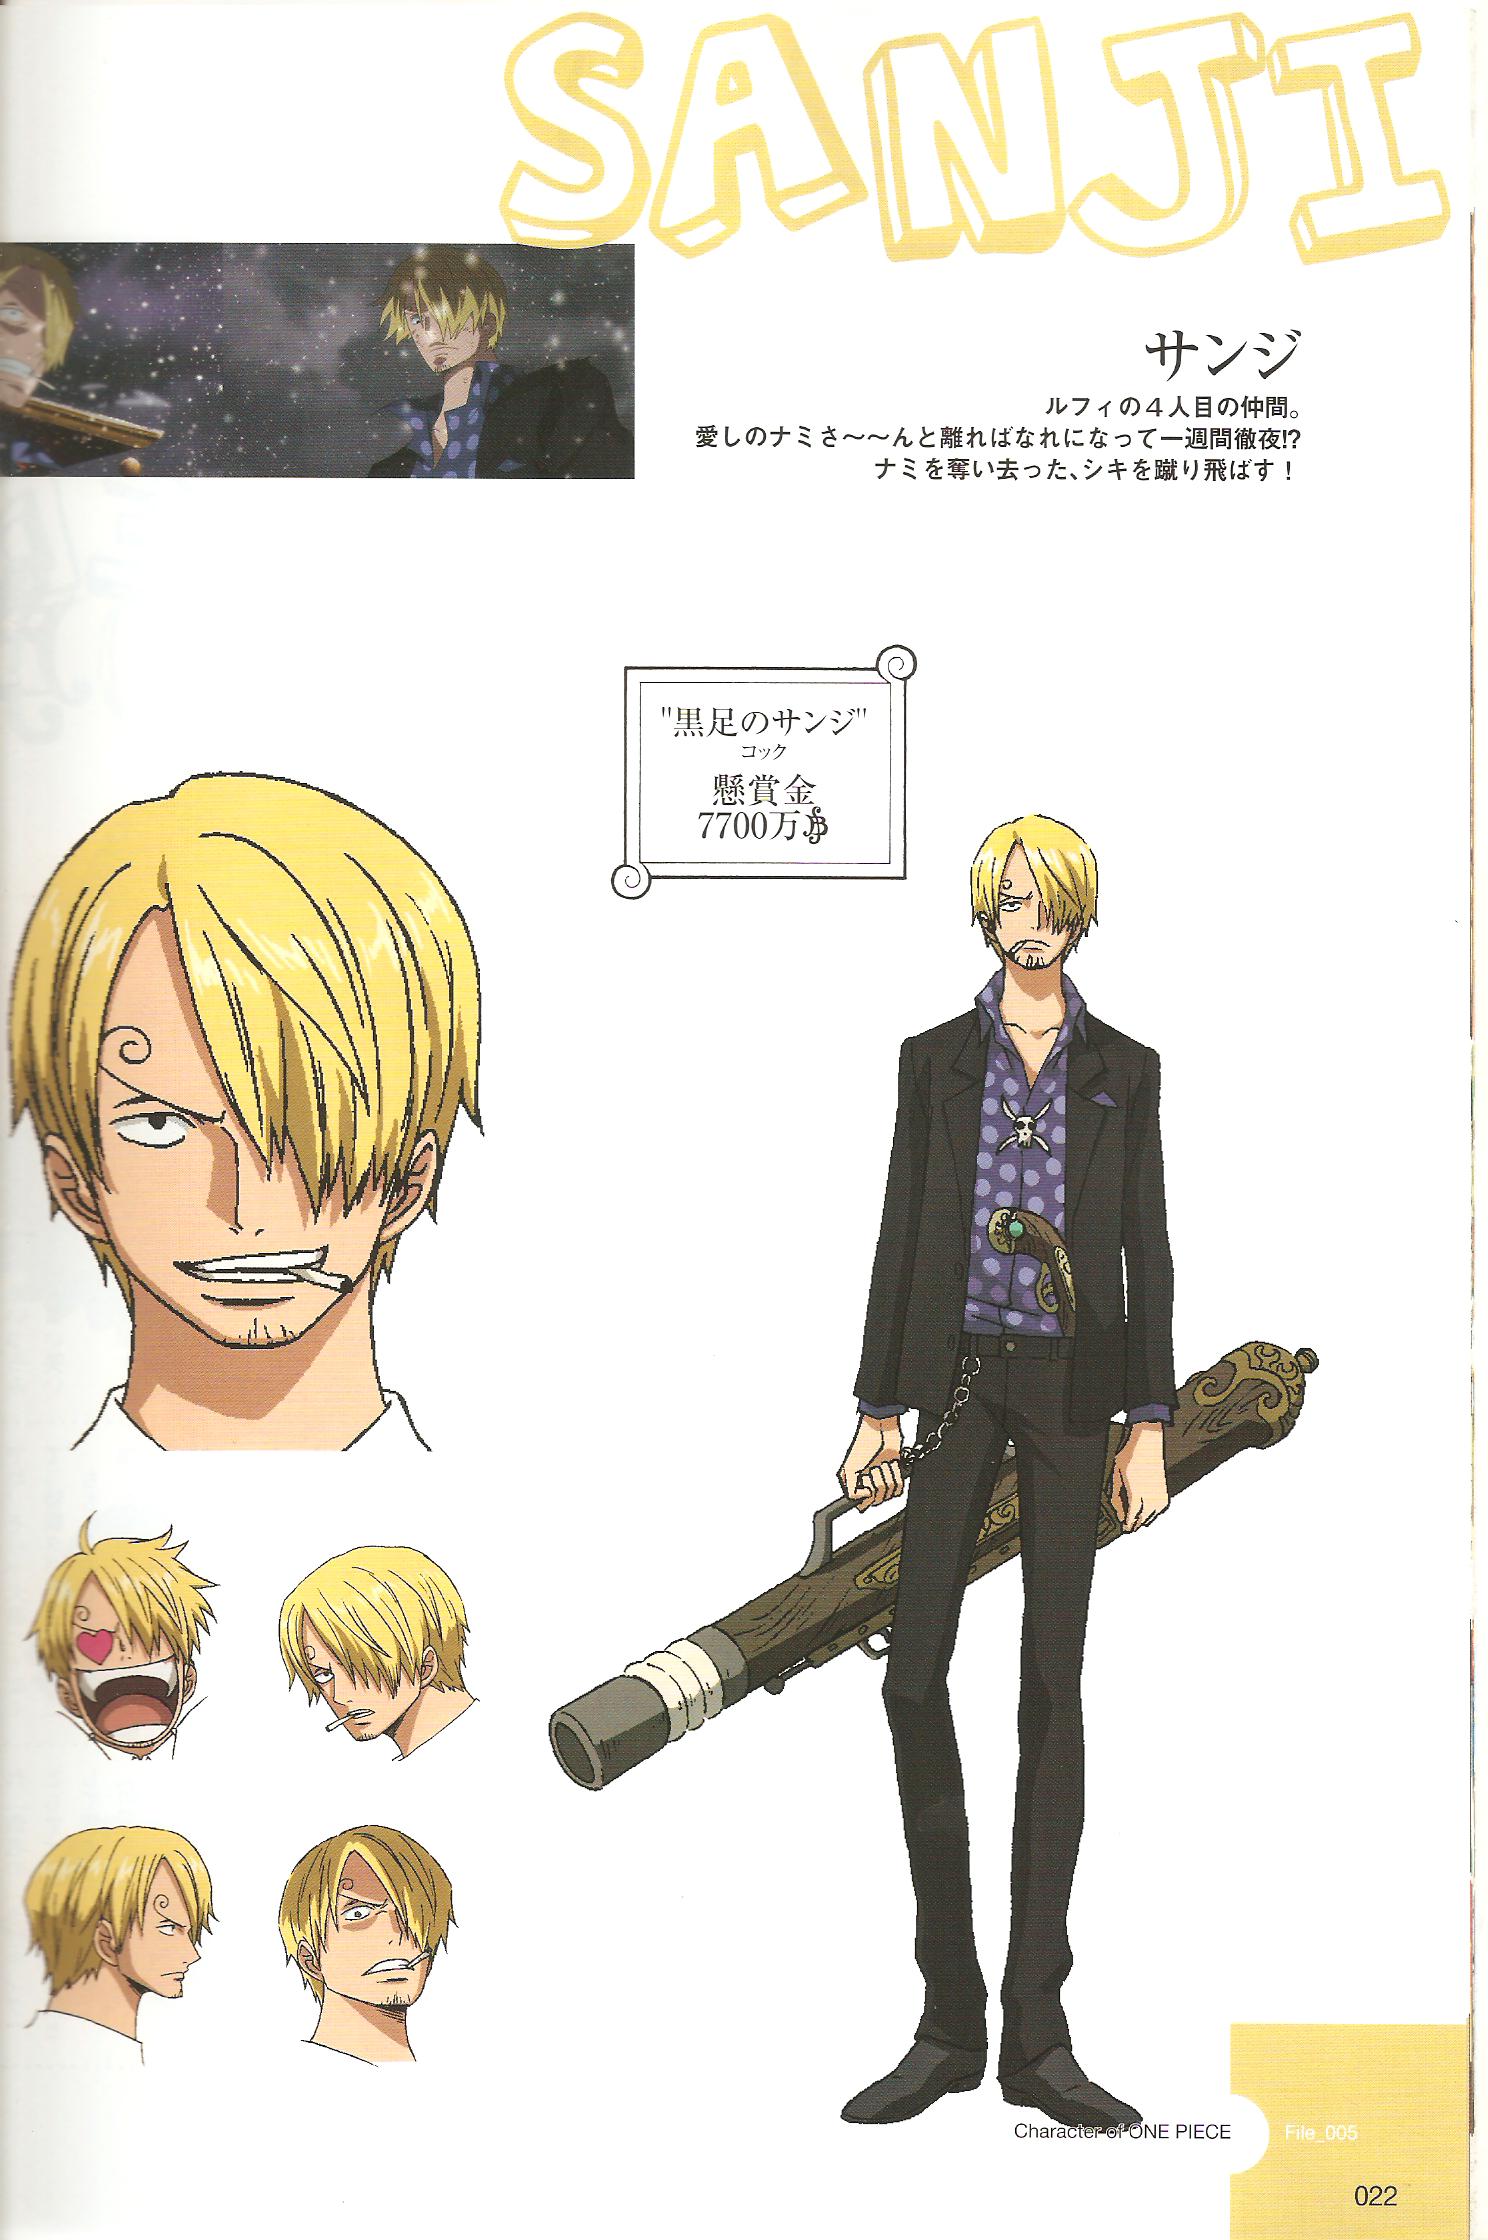 SANJI
サンジ
ルフィの4人目の仲間。
愛しのナミさ〜〜んと離ればなれになって一週間徹夜!?
ナミを奪い去った、シキを蹴り飛ばす！
"黒足のサンジ"
コック
懸賞金
7700万
Character of ONE PIECE
File_005
022